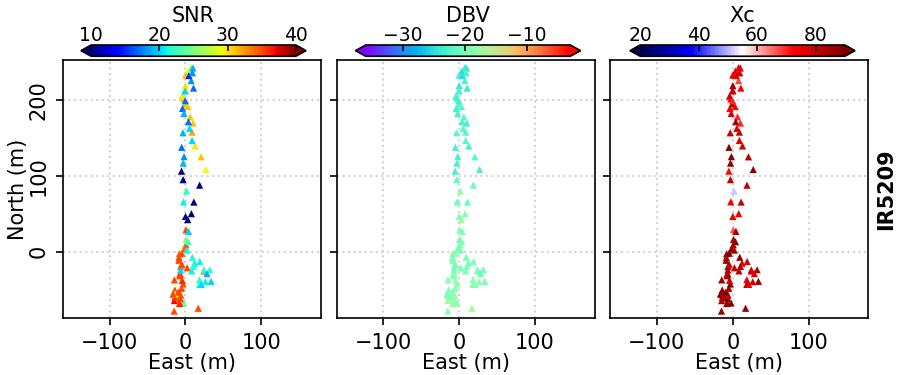 SNR DBV Xc
10 20 30 40 −30 −20 −10 20 40 60 80
North (m)
200
100
0
−100 0 100 −100 0 100 −100 0 100
East (m) East (m) East (m)
IR5209